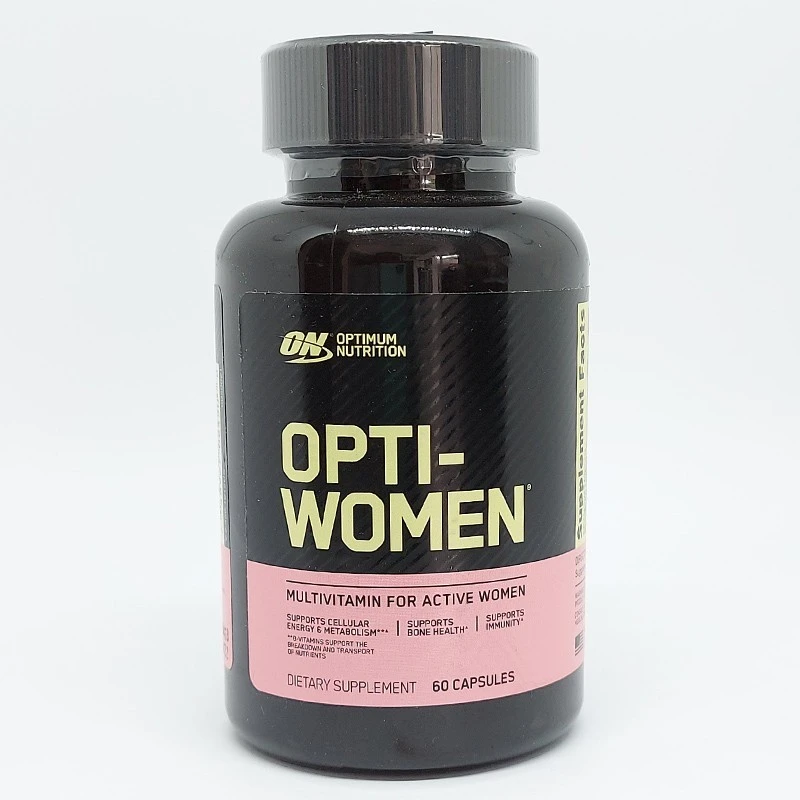 ON® OPTIMUM
NUTRITION
OPTI-
WOMEN®
MULTIVITAMIN FOR ACTIVE WOMEN
SUPPORTS CELLULAR
ENERGY & METABOLISM**^
SUPPORTS
BONE HEALTH^
SUPPORTS
IMMUNITY^
**B-VITAMINS SUPPORT THE
BREAKDOWN AND TRANSPORT
OF NUTRIENTS
DIETARY SUPPLEMENT 60 CAPSULES
Supplement Facts